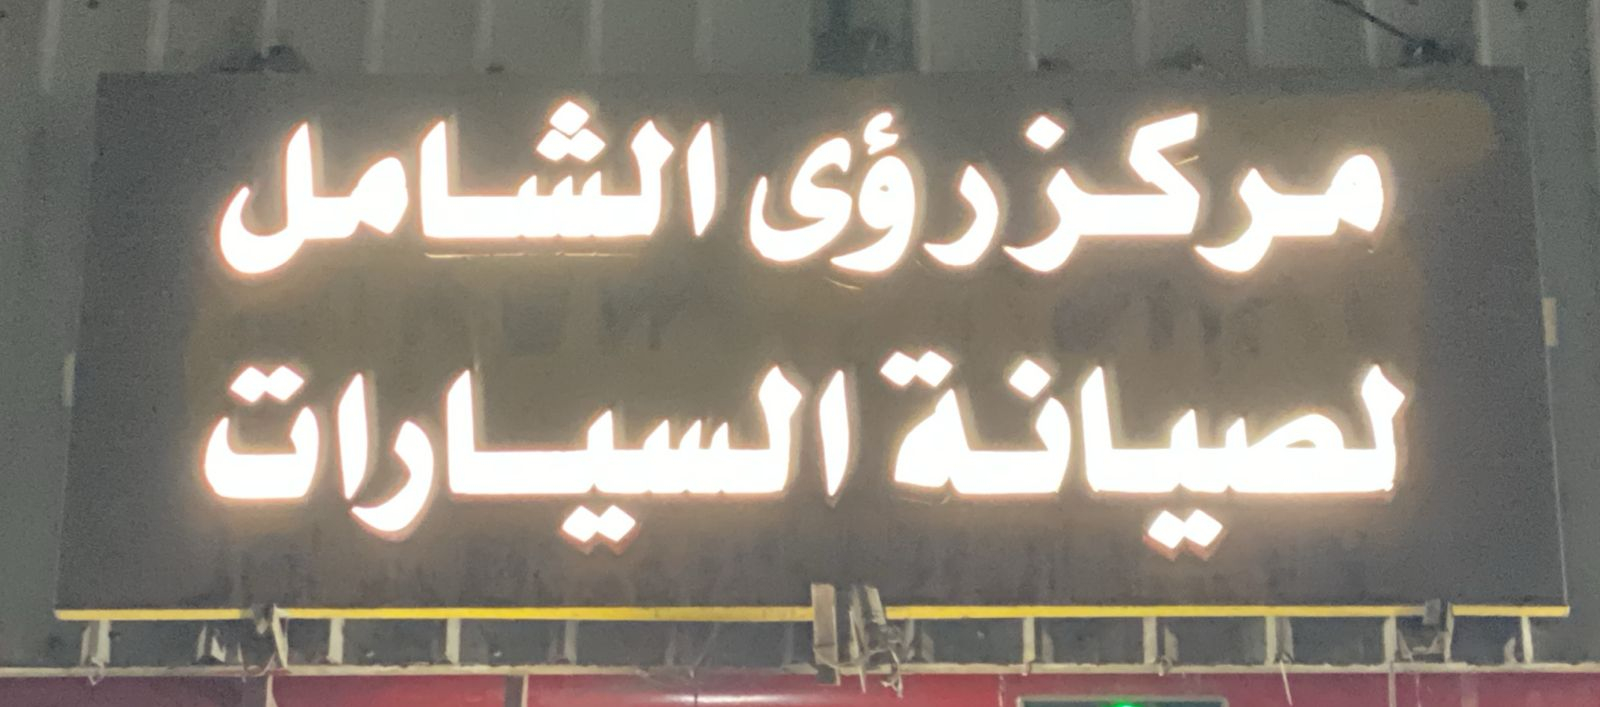 مركز رؤى الشامل
لصيانة السيارات